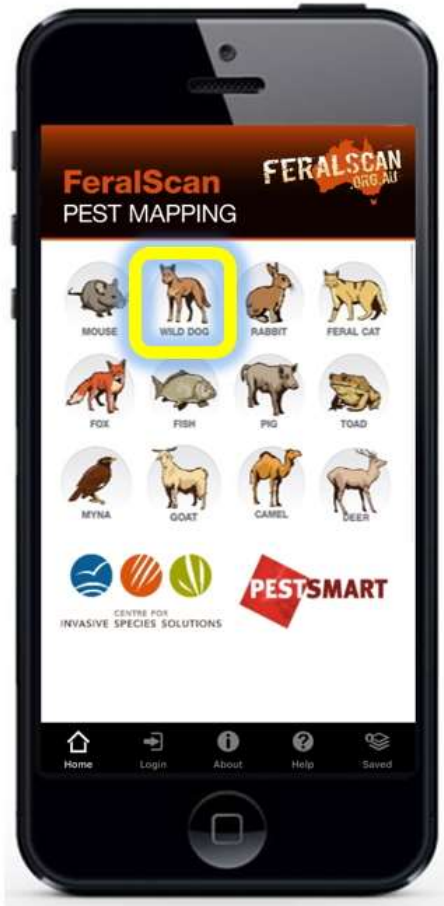 FeralScan
PEST MAPPING
FERALSCAN
.ORG.AU
MOUSE
WILD DOG
RABBIT
FERAL CAT
FOX
FISH
PIG
TOAD
MYNA
GOAT
CAMEL
DEER
CENTRE FOR
INVASIVE SPECIES SOLUTIONS
PESTSMART
Home
Login
About
Help
Saved